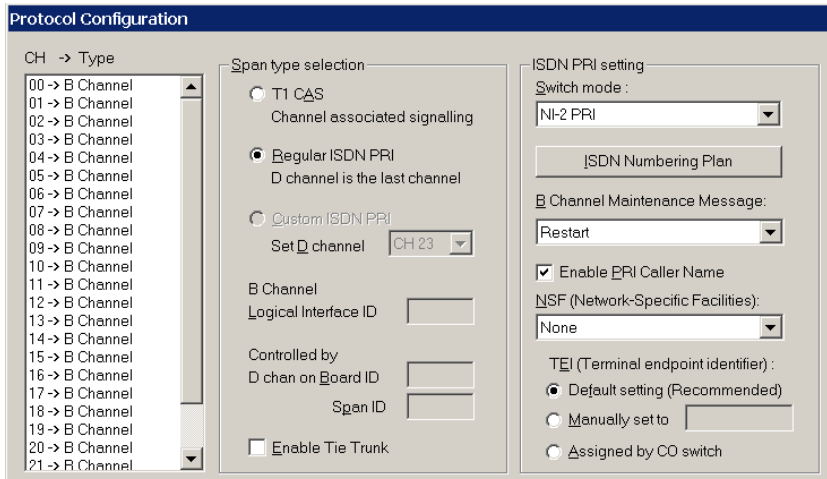 Protocol Configuration
CH -> Type
00 -> B Channel
01 -> B Channel
02 -> B Channel
03 -> B Channel
04 -> B Channel
05 -> B Channel
06 -> B Channel
07 -> B Channel
08 -> B Channel
09 -> B Channel
10 -> B Channel
11 -> B Channel
12 -> B Channel
13 -> B Channel
14 -> B Channel
15 -> B Channel
16 -> B Channel
17 -> B Channel
18 -> B Channel
19 -> B Channel
20 -> B Channel
21 -> B Channel
Span type selection
T1 CAS
Channel associated signalling
Regular ISDN PRI
D channel is the last channel
Custom ISDN PRI
Set D channel CH 23
B Channel
Logical Interface ID
Controlled by
D chan on Board ID
Span ID
Enable Tie Trunk
ISDN PRI setting
Switch mode :
NI-2 PRI
ISDN Numbering Plan
B Channel Maintenance Message:
Restart
Enable PRI Caller Name
NSF (Network-Specific Facilities):
None
TEI (Terminal endpoint identifier) :
Default setting (Recommended)
Manually set to
Assigned by CO switch